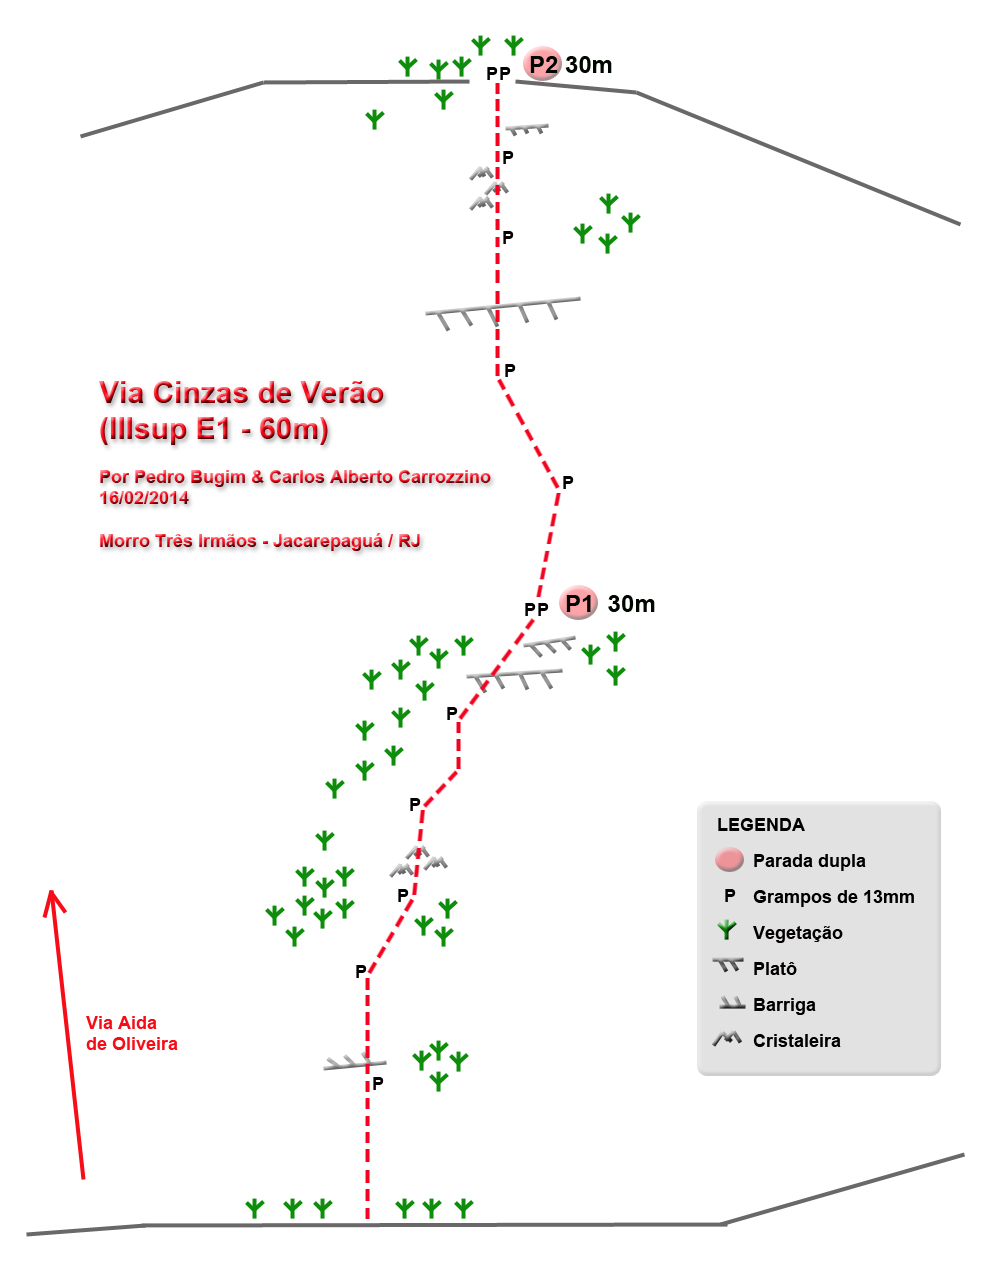 PP P2 30m
P
P
P
Via Cinzas de Verão
(IIIsup E1 - 60m)
Por Pedro Bugim & Carlos Alberto Carrozzino
16/02/2014
Morro Três Irmãos - Jacarepaguá / RJ
P
PP P1 30m
P
P
P
P
P
Via Aida
de Oliveira
LEGENDA
Parada dupla
P Grampos de 13mm
Vegetação
Platô
Barriga
Cristaleira